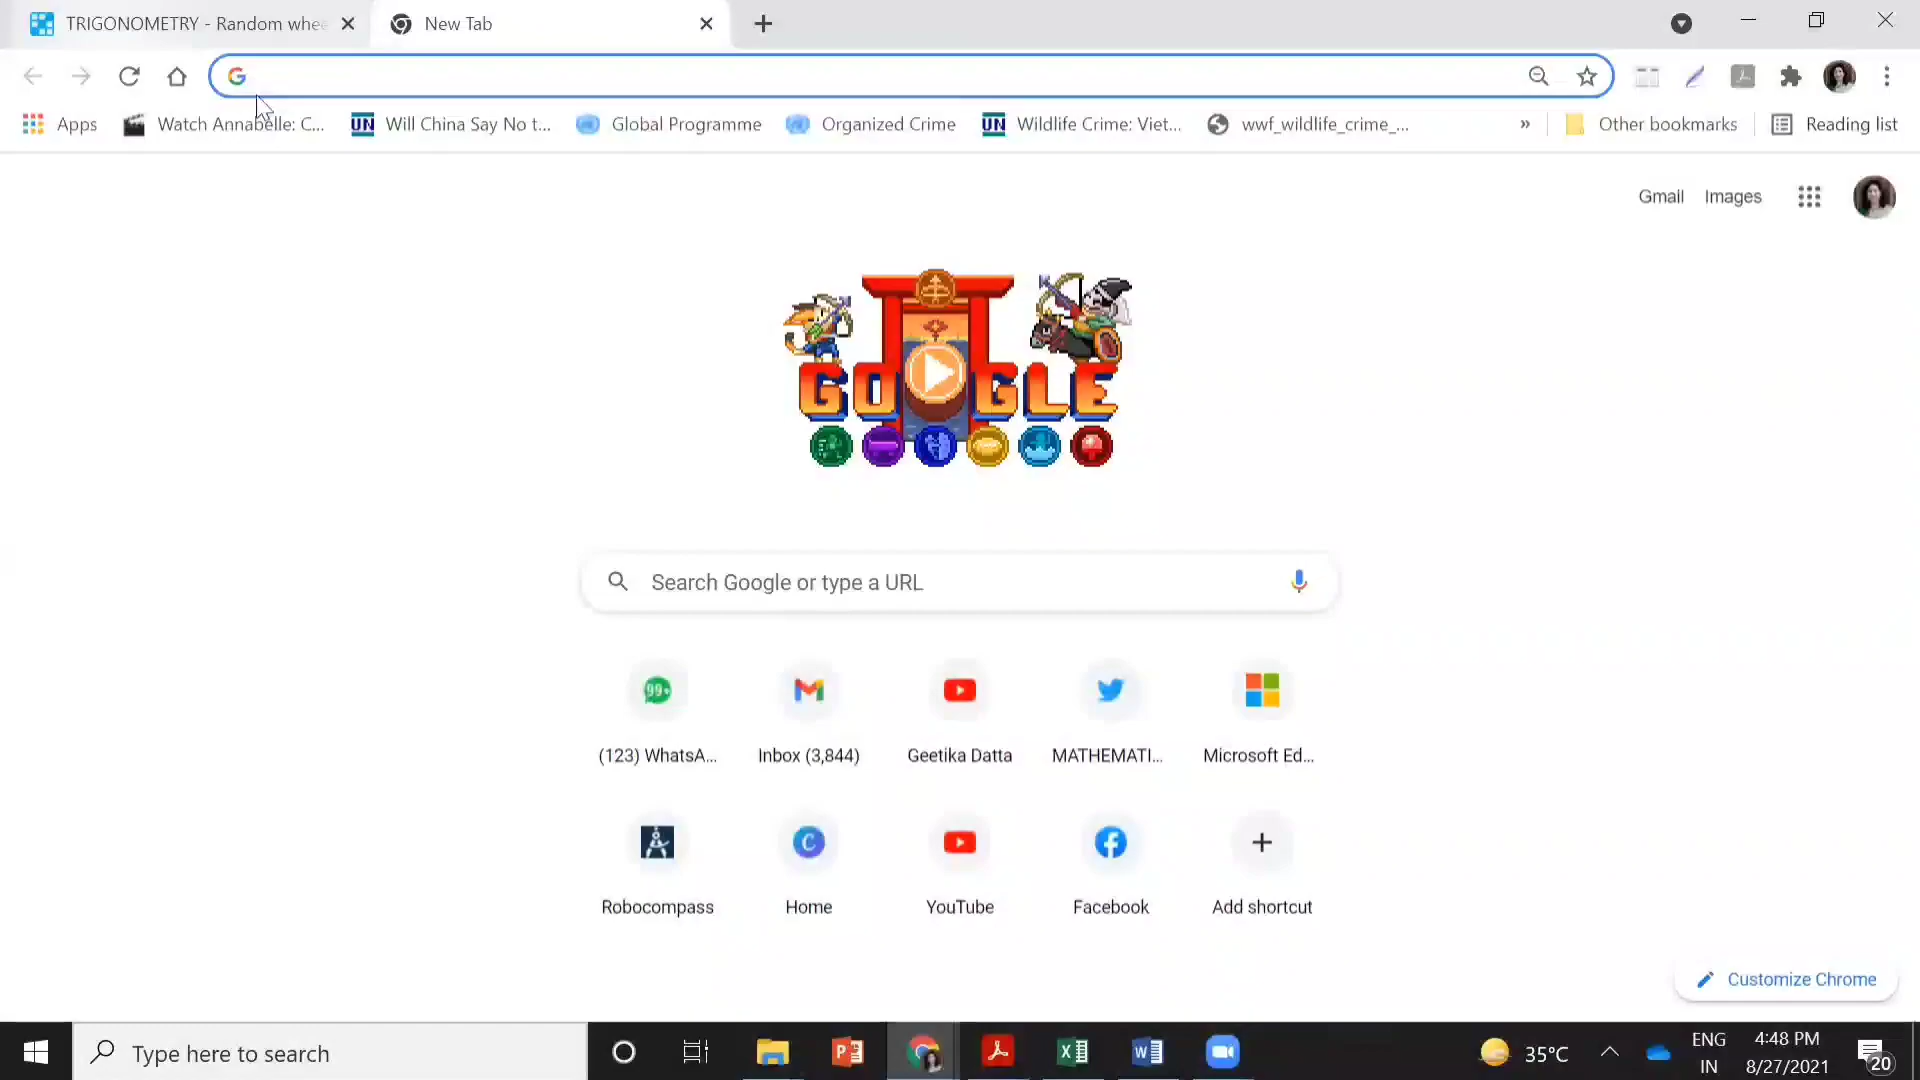 TRIGONOMETRY - Random whee
New Tab
Apps
Watch Annabelle: C...
UN
Will China Say No t...
Global Programme
Organized Crime
UN
Wildlife Crime: Viet...
wwf_wildlife_crime_...
»
Other bookmarks
Reading list
Gmail
Images
GOOGLE
Search Google or type a URL
99+
(123) WhatsA...
Inbox (3,844)
Geetika Datta
MATHEMATI...
Microsoft Ed...
Robocompass
Home
YouTube
Facebook
Add shortcut
Customize Chrome
Type here to search
35°C
ENG
IN
4:48 PM
8/27/2021
20